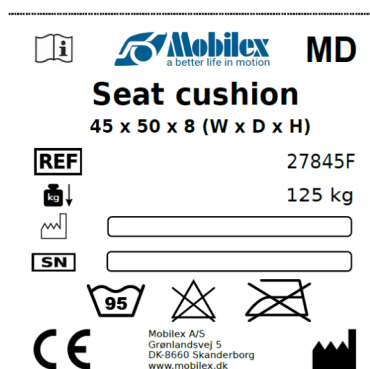 i
Mobilex
a better life in motion
MD
Seat cushion
45 x 50 x 8 (W x D x H)
REF
27845F
kg
125 kg
SN
95
CE
Mobilex A/S
Grønlandsvej 5
DK-8660 Skanderborg
www.mobilex.dk